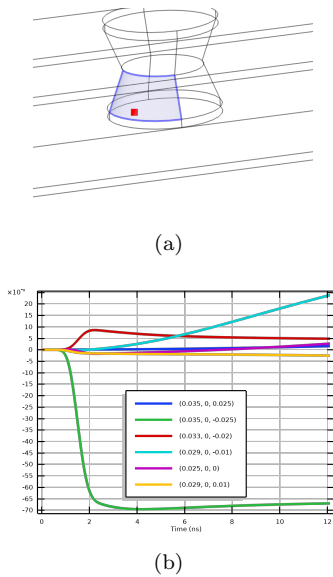 (a)
20
15
10
5
0
-5
-10
-15
-20
-25
-30
-35
-40
-45
-50
-55
-60
-65
-70
(0.035, 0, 0.025)
(0.035, 0, -0.025)
(0.033, 0, -0.02)
(0.029, 0, -0.01)
(0.025, 0, 0)
(0.029, 0, 0.01)
0 2 4 6 8 10 12
Time (ns)
(b)